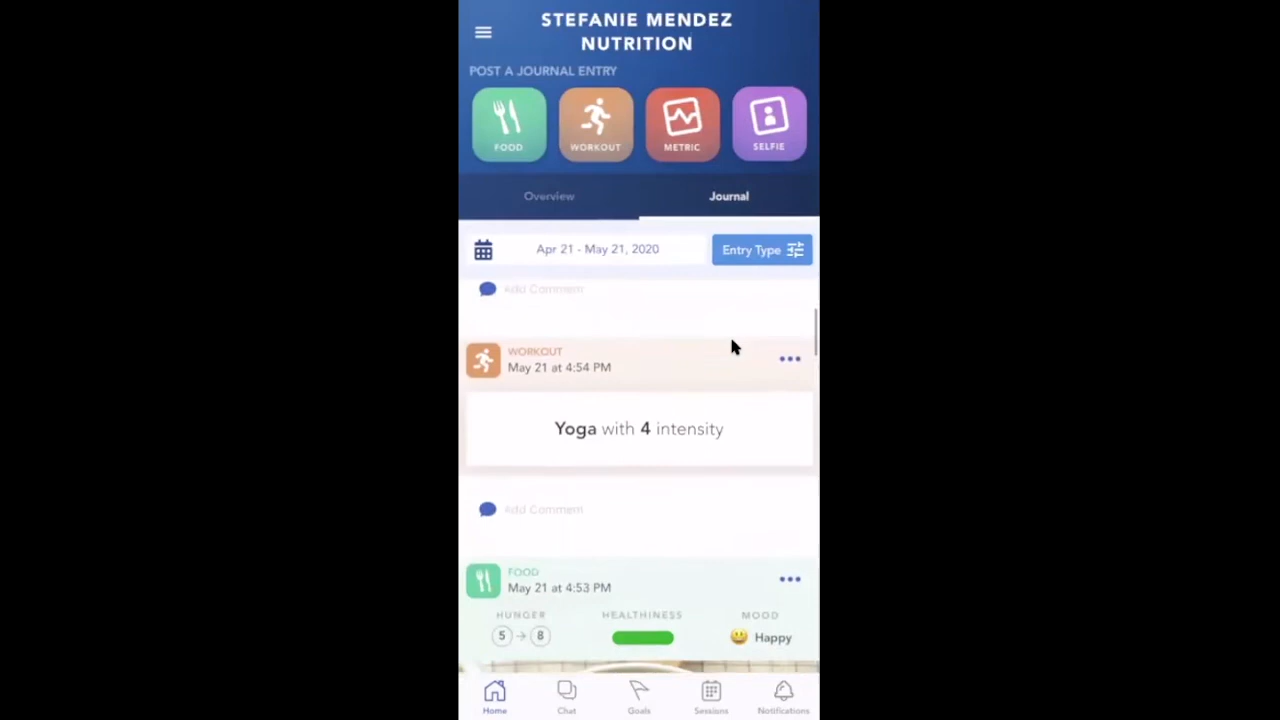 STEFANIE MENDEZ
NUTRITION
POST A JOURNAL ENTRY
FOOD
WORKOUT
METRIC
SELFIE
Overview
Journal
Apr 21 - May 21, 2020
Entry Type
Add Comment
WORKOUT
May 21 at 4:54 PM
Yoga with 4 intensity
Add Comment
FOOD
May 21 at 4:53 PM
HUNGER
HEALTHINESS
MOOD
5 → 8
Happy
Home
Chat
Goals
Sessions
Notifications